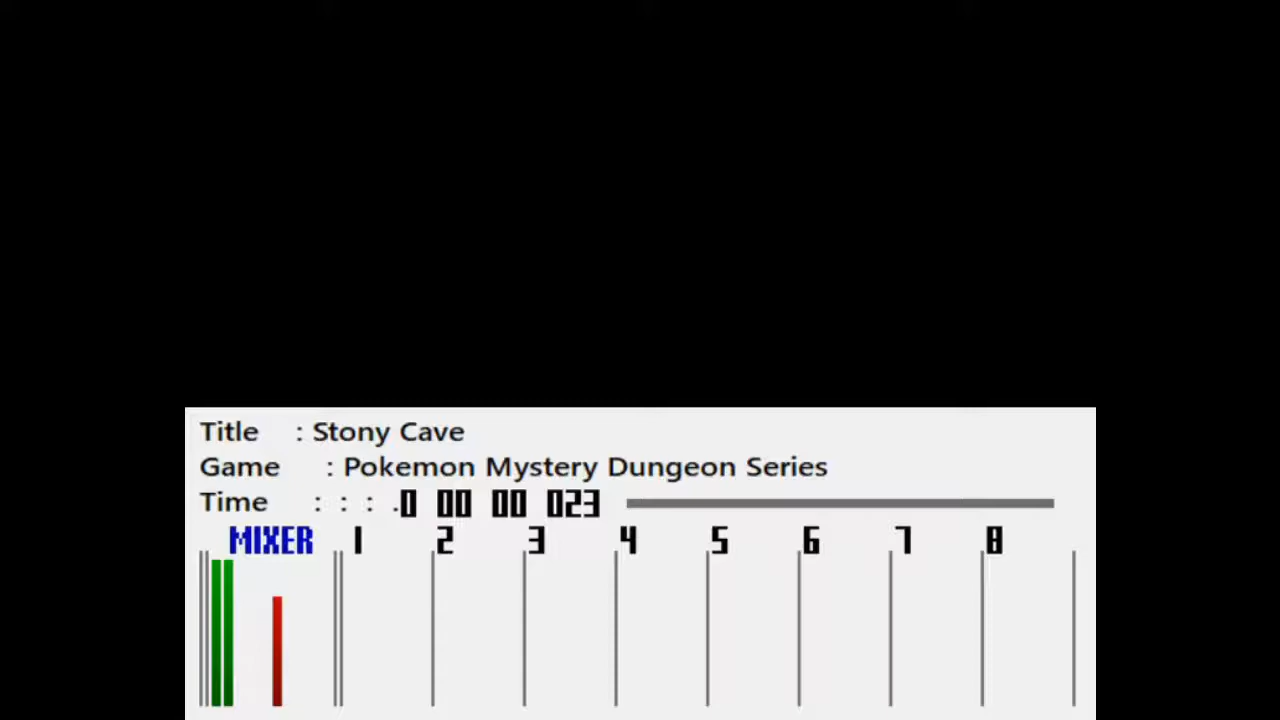 Title : Stony Cave
Game : Pokemon Mystery Dungeon Series
Time : : : .0 00 00 023
MIXER 1 2 3 4 5 6 7 8